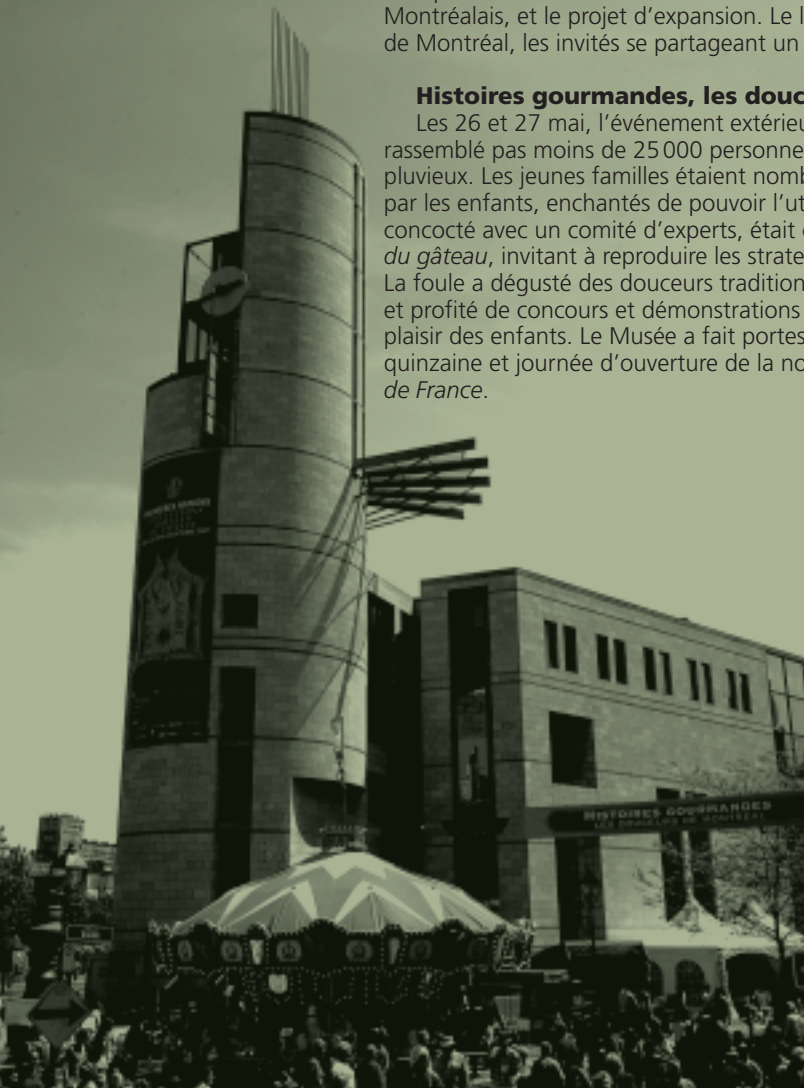 Montréalais, et le projet d’expansion. Le l
de Montréal, les invités se partageant un
Histoires gourmandes, les douc
Les 26 et 27 mai, l’événement extérieu
rassemblé pas moins de 25 000 personne
pluvieux. Les jeunes familles étaient nomb
par les enfants, enchantés de pouvoir l’ut
concocté avec un comité d’experts, était
du gâteau, invitant à reproduire les strate
La foule a dégusté des douceurs tradition
et profité de concours et démonstrations
plaisir des enfants. Le Musée a fait portes
quinzaine et journée d’ouverture de la no
de France.
HISTOIRES GOURMANDES
LES DOUCEURS DE MONTRÉAL